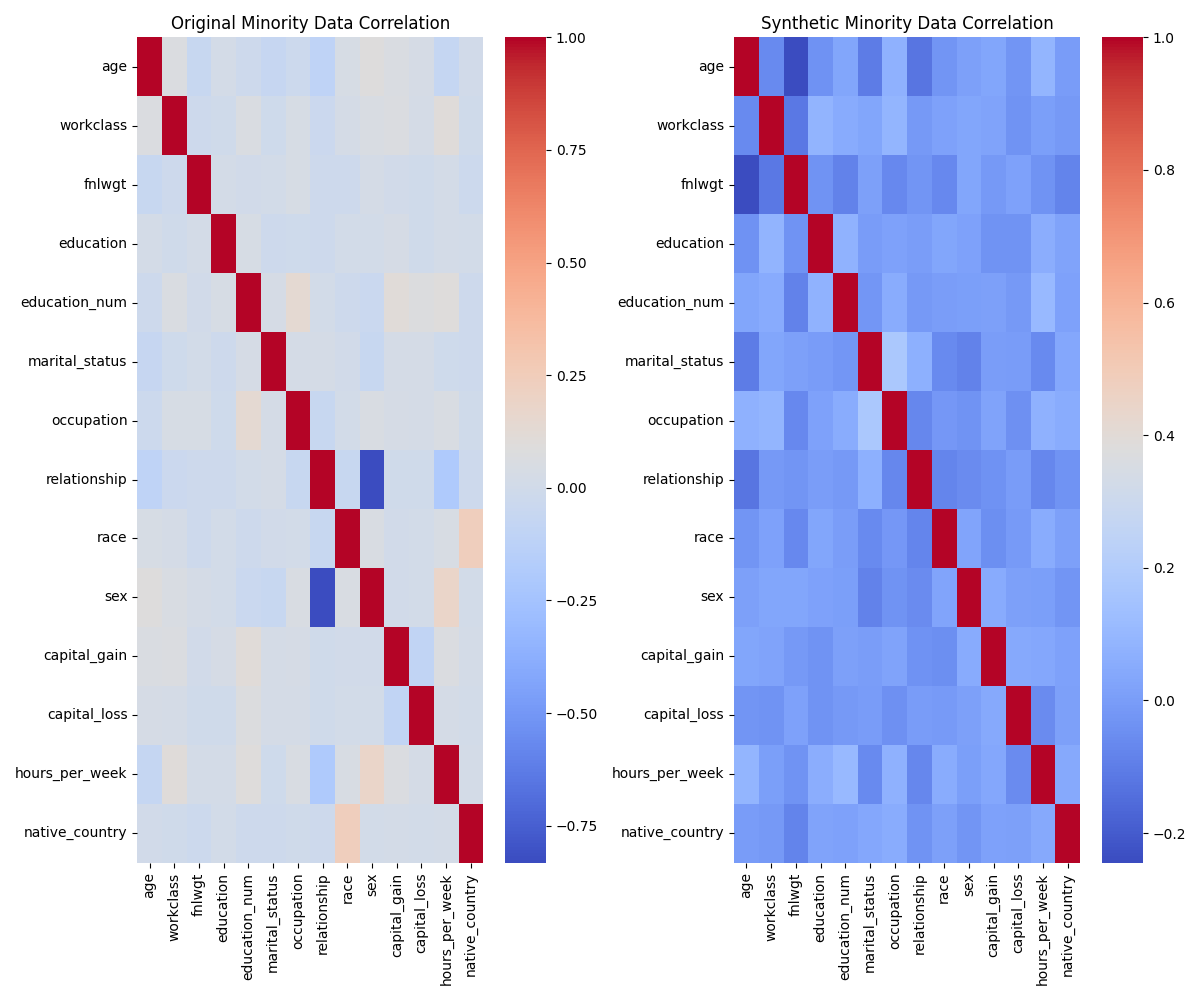 Original Minority Data Correlation
age
workclass
fnlwgt
education
education_num
marital_status
occupation
relationship
race
sex
capital_gain
capital_loss
hours_per_week
native_country
age
workclass
fnlwgt
education
education_num
marital_status
occupation
relationship
race
sex
capital_gain
capital_loss
hours_per_week
native_country
1.00
0.75
0.50
0.25
0.00
−0.25
−0.50
−0.75
Synthetic Minority Data Correlation
age
workclass
fnlwgt
education
education_num
marital_status
occupation
relationship
race
sex
capital_gain
capital_loss
hours_per_week
native_country
age
workclass
fnlwgt
education
education_num
marital_status
occupation
relationship
race
sex
capital_gain
capital_loss
hours_per_week
native_country
1.0
0.8
0.6
0.4
0.2
0.0
−0.2